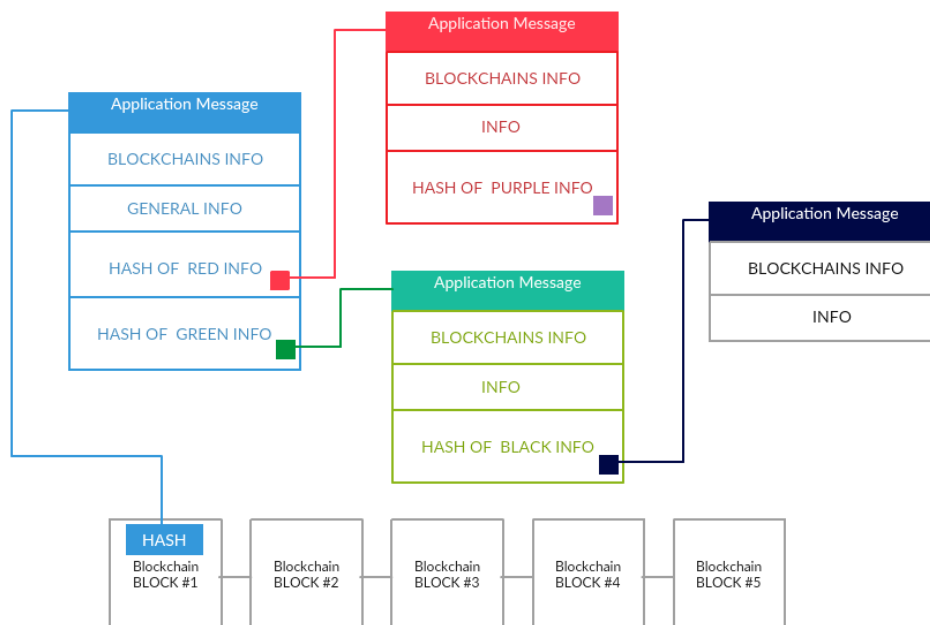 Application Message
BLOCKCHAINS INFO
INFO
HASH OF PURPLE INFO
Application Message
BLOCKCHAINS INFO
GENERAL INFO
HASH OF RED INFO
HASH OF GREEN INFO
Application Message
BLOCKCHAINS INFO
INFO
HASH OF BLACK INFO
Application Message
BLOCKCHAINS INFO
INFO
HASH
Blockchain
BLOCK #1
Blockchain
BLOCK #2
Blockchain
BLOCK #3
Blockchain
BLOCK #4
Blockchain
BLOCK #5